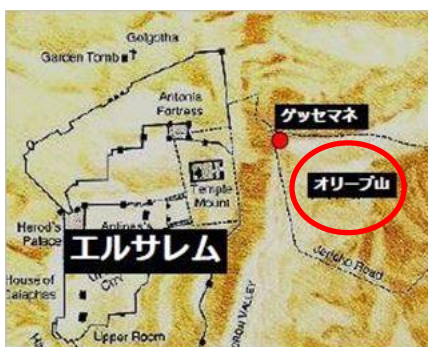 Golgotha
Garden Tomb
Antonia
Fortress
ゲッセマネ
オリーブ山
Temple
Mount
Herod's
Palace
エルサレム
Jericho Road
House of
Caiaphas
City
Upper Room
VALLEY